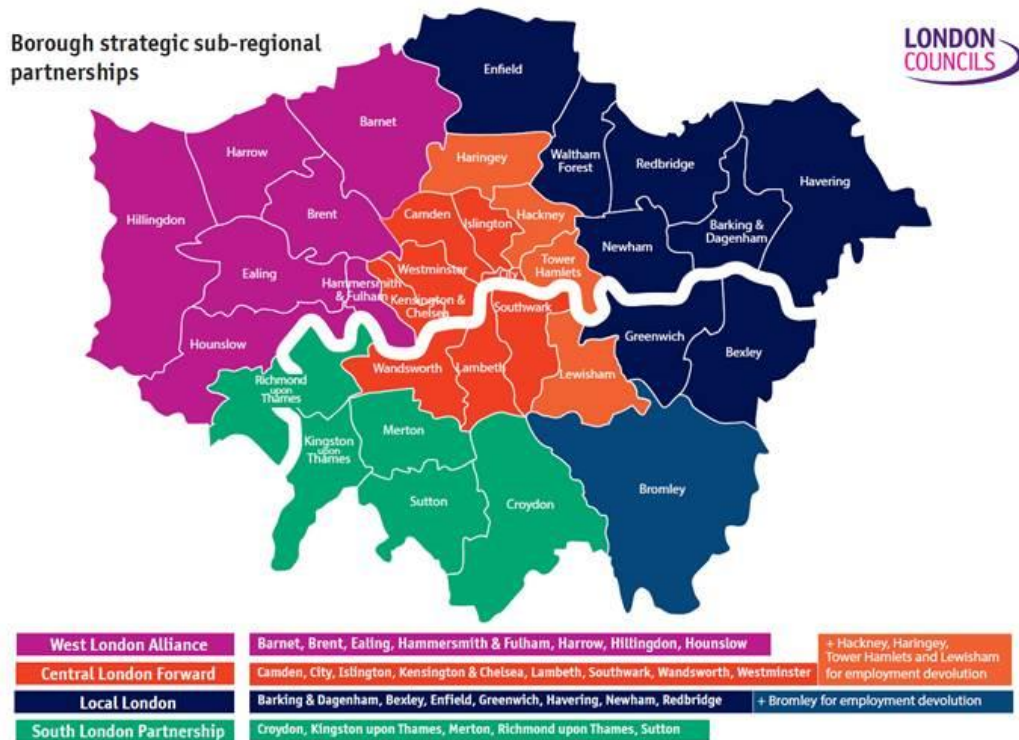 Borough strategic sub-regional
partnerships
LONDON
COUNCILS
Enfield
Barnet
Harrow
Haringey
Waltham
Forest
Redbridge
Havering
Hillingdon
Brent
Camden
Islington
Hackney
Barking &
Dagenham
Newham
Ealing
Westminster
City
Tower
Hamlets
Hammersmith
& Fulham
Kensington &
Chelsea
Southwark
Hounslow
Greenwich
Bexley
Richmond
upon
Thames
Wandsworth
Lambeth
Lewisham
Kingston
upon
Thames
Merton
Sutton
Croydon
Bromley
West London Alliance
Barnet, Brent, Ealing, Hammersmith & Fulham, Harrow, Hillingdon, Hounslow
Central London Forward
Camden, City, Islington, Kensington & Chelsea, Lambeth, Southwark, Wandsworth, Westminster
+ Hackney, Haringey,
Tower Hamlets and Lewisham
for employment devolution
Local London
Barking & Dagenham, Bexley, Enfield, Greenwich, Havering, Newham, Redbridge
+ Bromley for employment devolution
South London Partnership
Croydon, Kingston upon Thames, Merton, Richmond upon Thames, Sutton